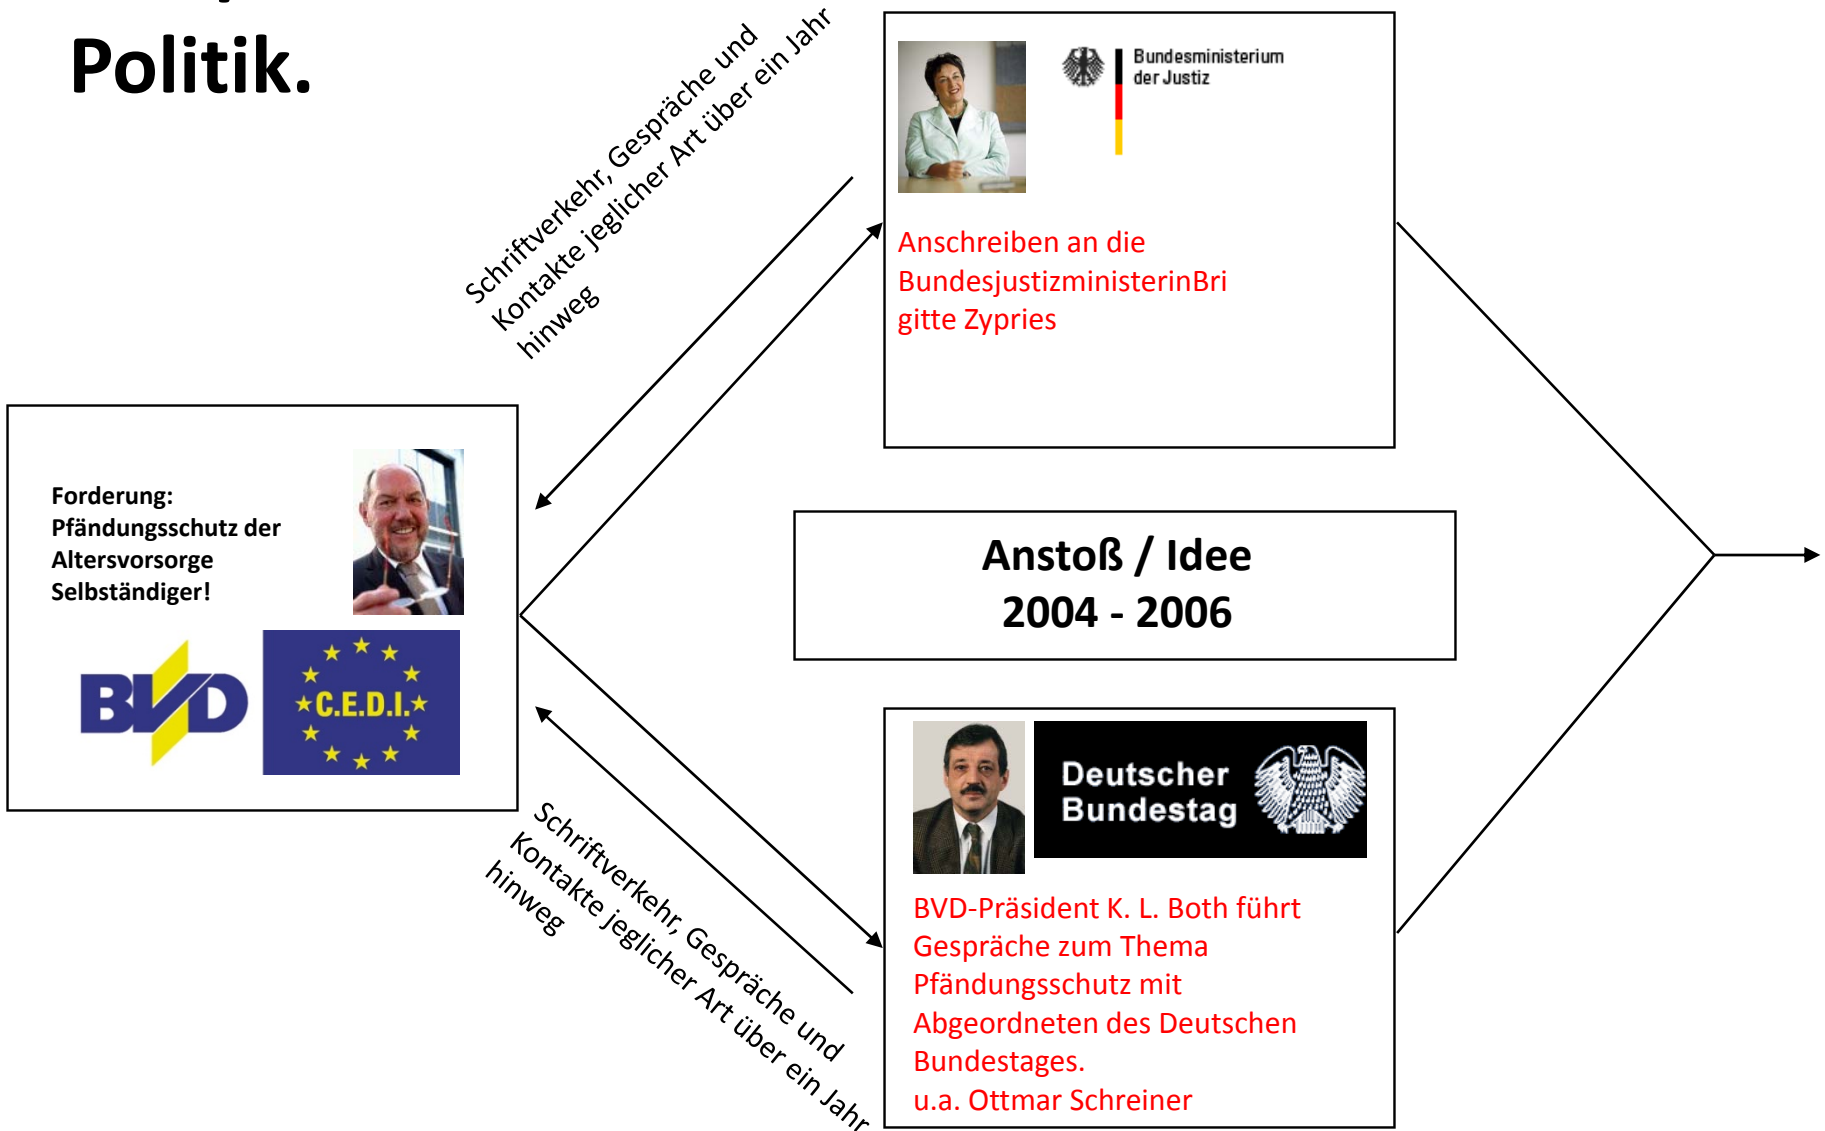 Politik.
Schriftverkehr, Gespräche und
Kontakte jeglicher Art über ein Jahr
hinweg
Bundesministerium
der Justiz
Anschreiben an die
BundesjustizministerinBri
gitte Zypries
Forderung:
Pfändungsschutz der
Altersvorsorge
Selbständiger!
BVD
C.E.D.I.
Anstoß / Idee
2004 - 2006
Schriftverkehr, Gespräche und
Kontakte jeglicher Art über ein Jahr
hinweg
Deutscher
Bundestag
BVD-Präsident K. L. Both führt
Gespräche zum Thema
Pfändungsschutz mit
Abgeordneten des Deutschen
Bundestages.
u.a. Ottmar Schreiner